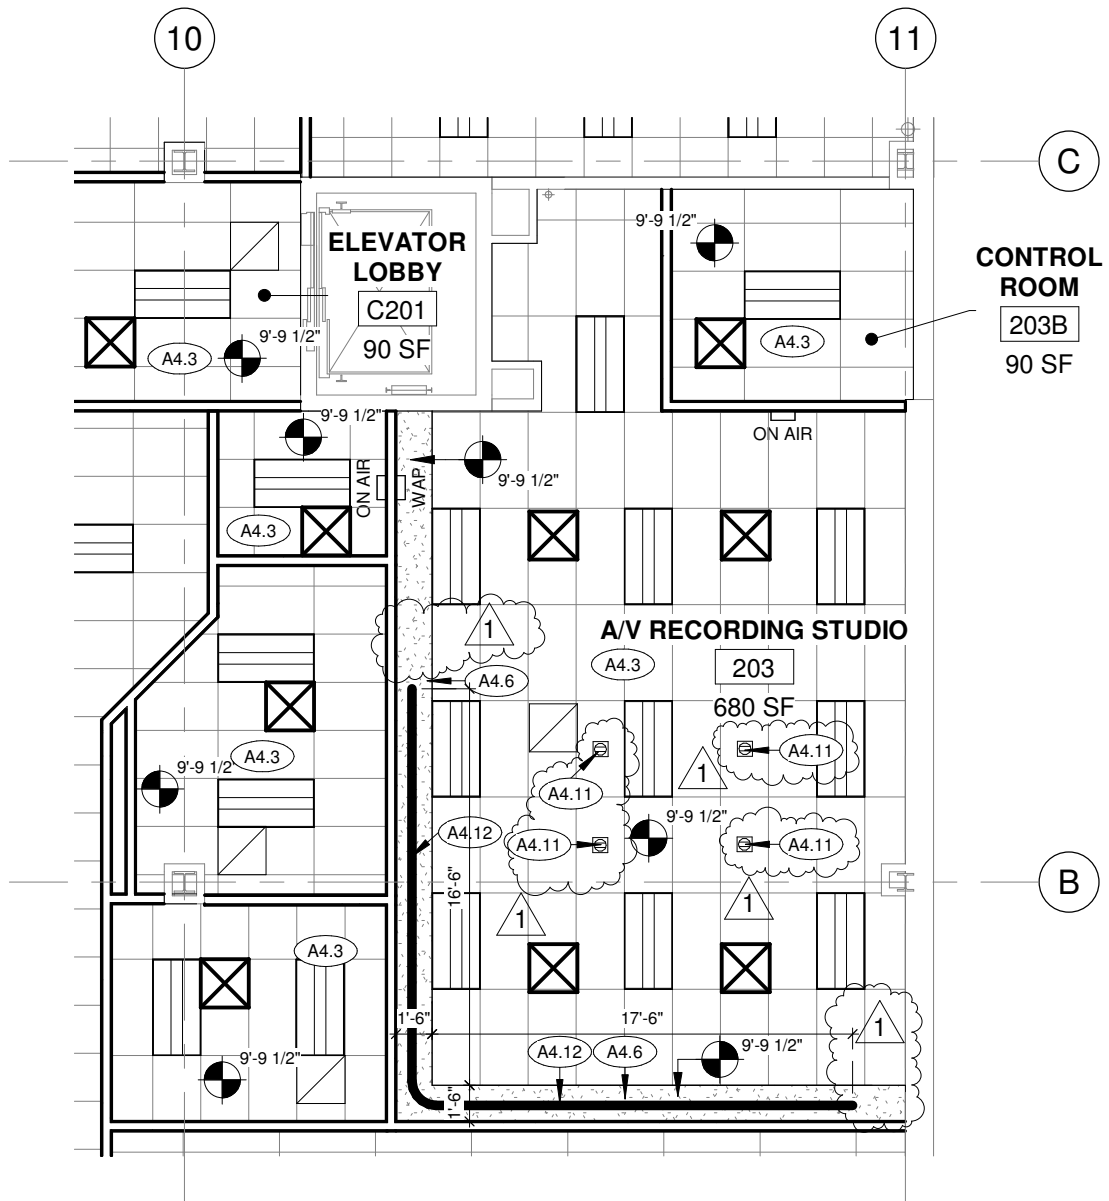 10
11
C
9'-9 1/2"
ELEVATOR
LOBBY
C201
90 SF
CONTROL
ROOM
203B
90 SF
9'-9 1/2"
A4.3
A4.3
9'-9 1/2"
ON AIR
ON AIR
WAP
9'-9 1/2"
A4.3
1
A/V RECORDING STUDIO
A4.3
203
680 SF
A4.6
A4.3
9'-9 1/2"
A4.11
A4.11
1
9'-9 1/2"
A4.12
A4.11
A4.11
16'-6"
B
1
1
A4.3
1'-6"
17'-6"
1
9'-9 1/2"
A4.12
A4.6
9'-9 1/2"
1'-6"